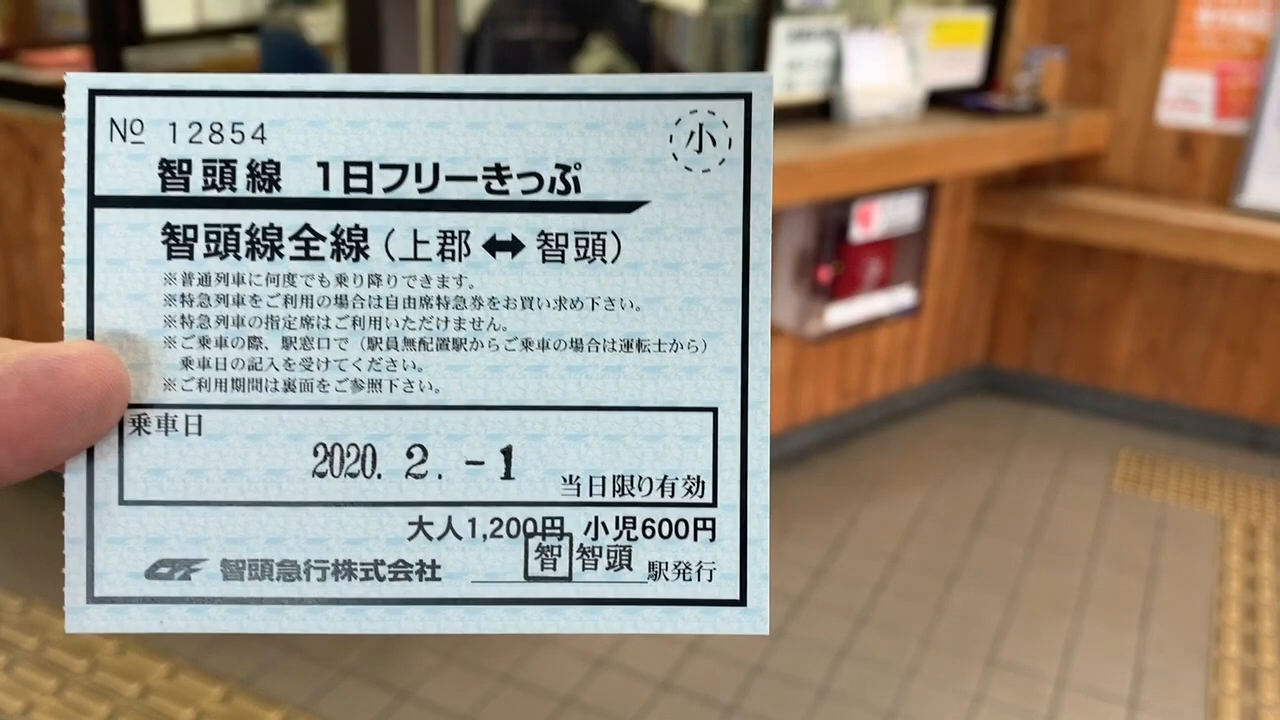 № 12854
小
智頭線 1日フリーきっぷ
智頭線全線（上郡 ⬌ 智頭）
※普通列車に何度でも乗り降りできます。
※特急列車をご利用の場合は自由席特急券をお買い求め下さい。
※特急列車の指定席はご利用いただけません。
※ご乗車の際、駅窓口で（駅員無配置駅からご乗車の場合は運転士から）
乗車日の記入を受けてください。
※ご利用期間は裏面をご参照下さい。
乗車日
2020. 2. -1
当日限り有効
大人1,200円 小児600円
智頭急行株式会社 智 智頭 駅発行